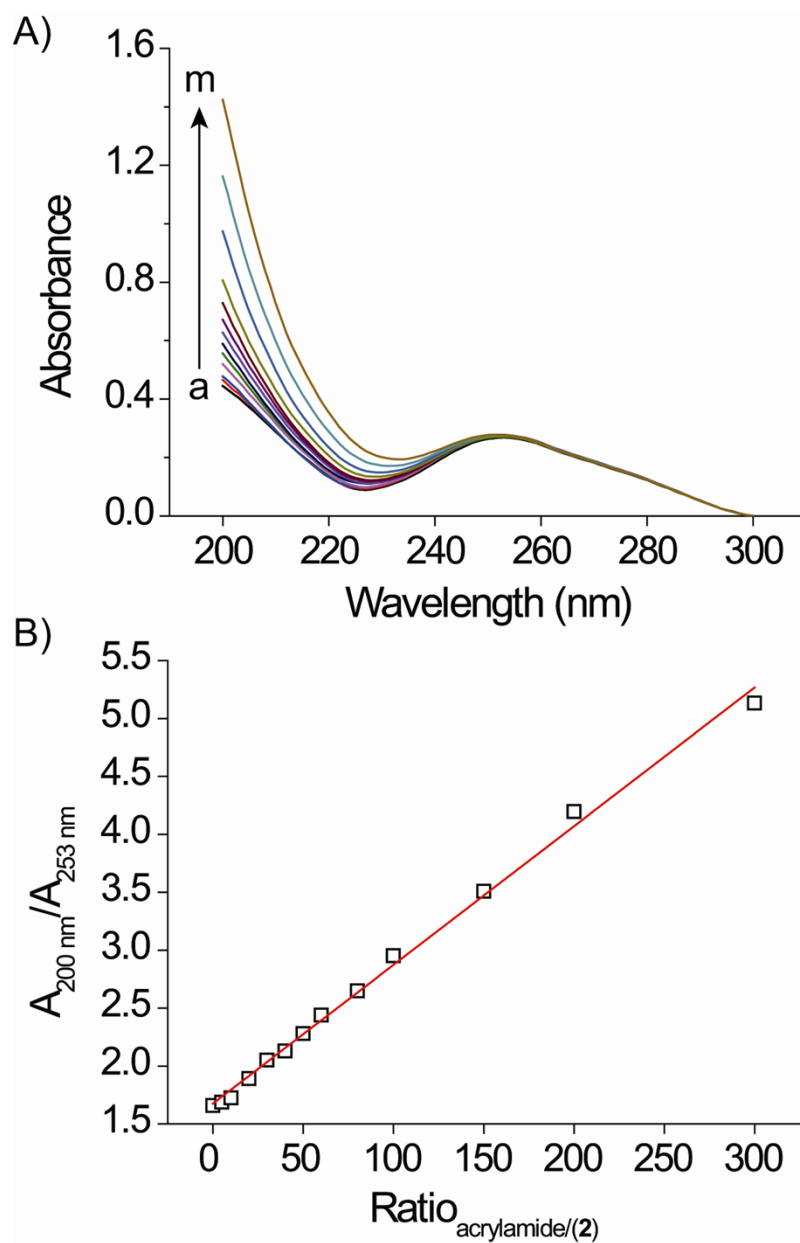 A)
1.6
1.2
0.8
0.4
0.0
m
a
Absorbance
200 220 240 260 280 300
Wavelength (nm)
B)
5.5
5.0
4.5
4.0
3.5
3.0
2.5
2.0
1.5
A200 nm/A253 nm
0 50 100 150 200 250 300
Ratioacrylamide/(2)